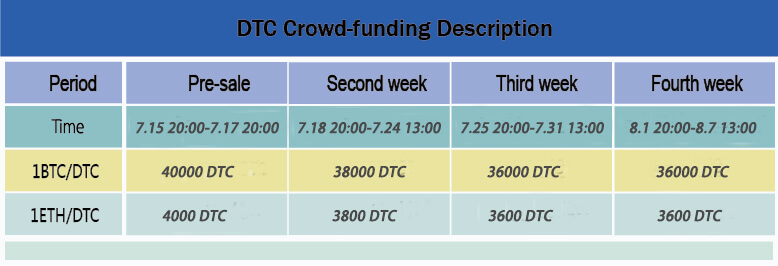 DTC Crowd-funding Description
Period Pre-sale Second week Third week Fourth week
Time 7.15 20:00-7.17 20:00 7.18 20:00-7.24 13:00 7.25 20:00-7.31 13:00 8.1 20:00-8.7 13:00
1BTC/DTC 40000 DTC 38000 DTC 36000 DTC 36000 DTC
1ETH/DTC 4000 DTC 3800 DTC 3600 DTC 3600 DTC